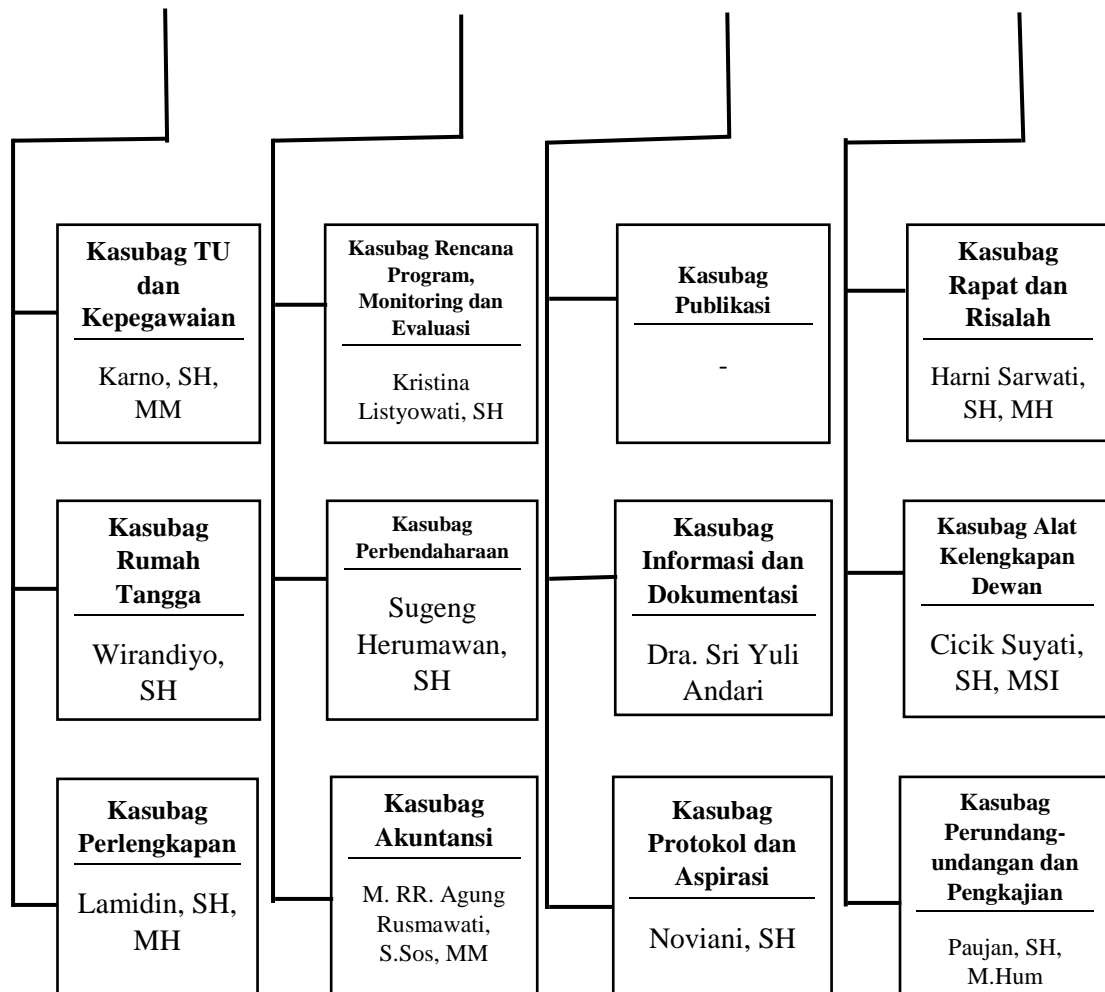 Kasubag TU
dan
Kepegawaian
Karno, SH,
MM
Kasubag Rencana
Program,
Monitoring dan
Evaluasi
Kristina
Listyowati, SH
Kasubag
Publikasi
-
Kasubag
Rapat dan
Risalah
Harni Sarwati,
SH, MH
Kasubag
Rumah
Tangga
Wirandiyo,
SH
Kasubag
Perbendaharaan
Sugeng
Herumawan,
SH
Kasubag
Informasi dan
Dokumentasi
Dra. Sri Yuli
Andari
Kasubag Alat
Kelengkapan
Dewan
Cicik Suyati,
SH, MSI
Kasubag
Perlengkapan
Lamidin, SH,
MH
Kasubag
Akuntansi
M. RR. Agung
Rusmawati,
S.Sos, MM
Kasubag
Protokol dan
Aspirasi
Noviani, SH
Kasubag
Perundang-
undangan dan
Pengkajian
Paujan, SH,
M.Hum